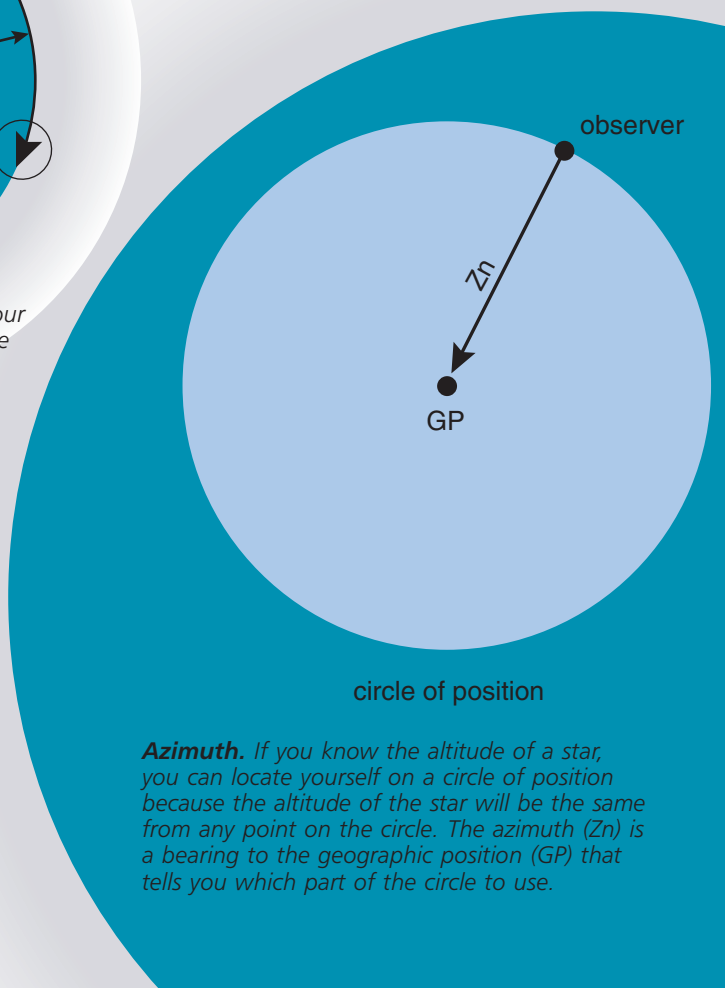 observer
Zn
GP
circle of position
Azimuth. If you know the altitude of a star,
you can locate yourself on a circle of position
because the altitude of the star will be the same
from any point on the circle. The azimuth (Zn) is
a bearing to the geographic position (GP) that
tells you which part of the circle to use.